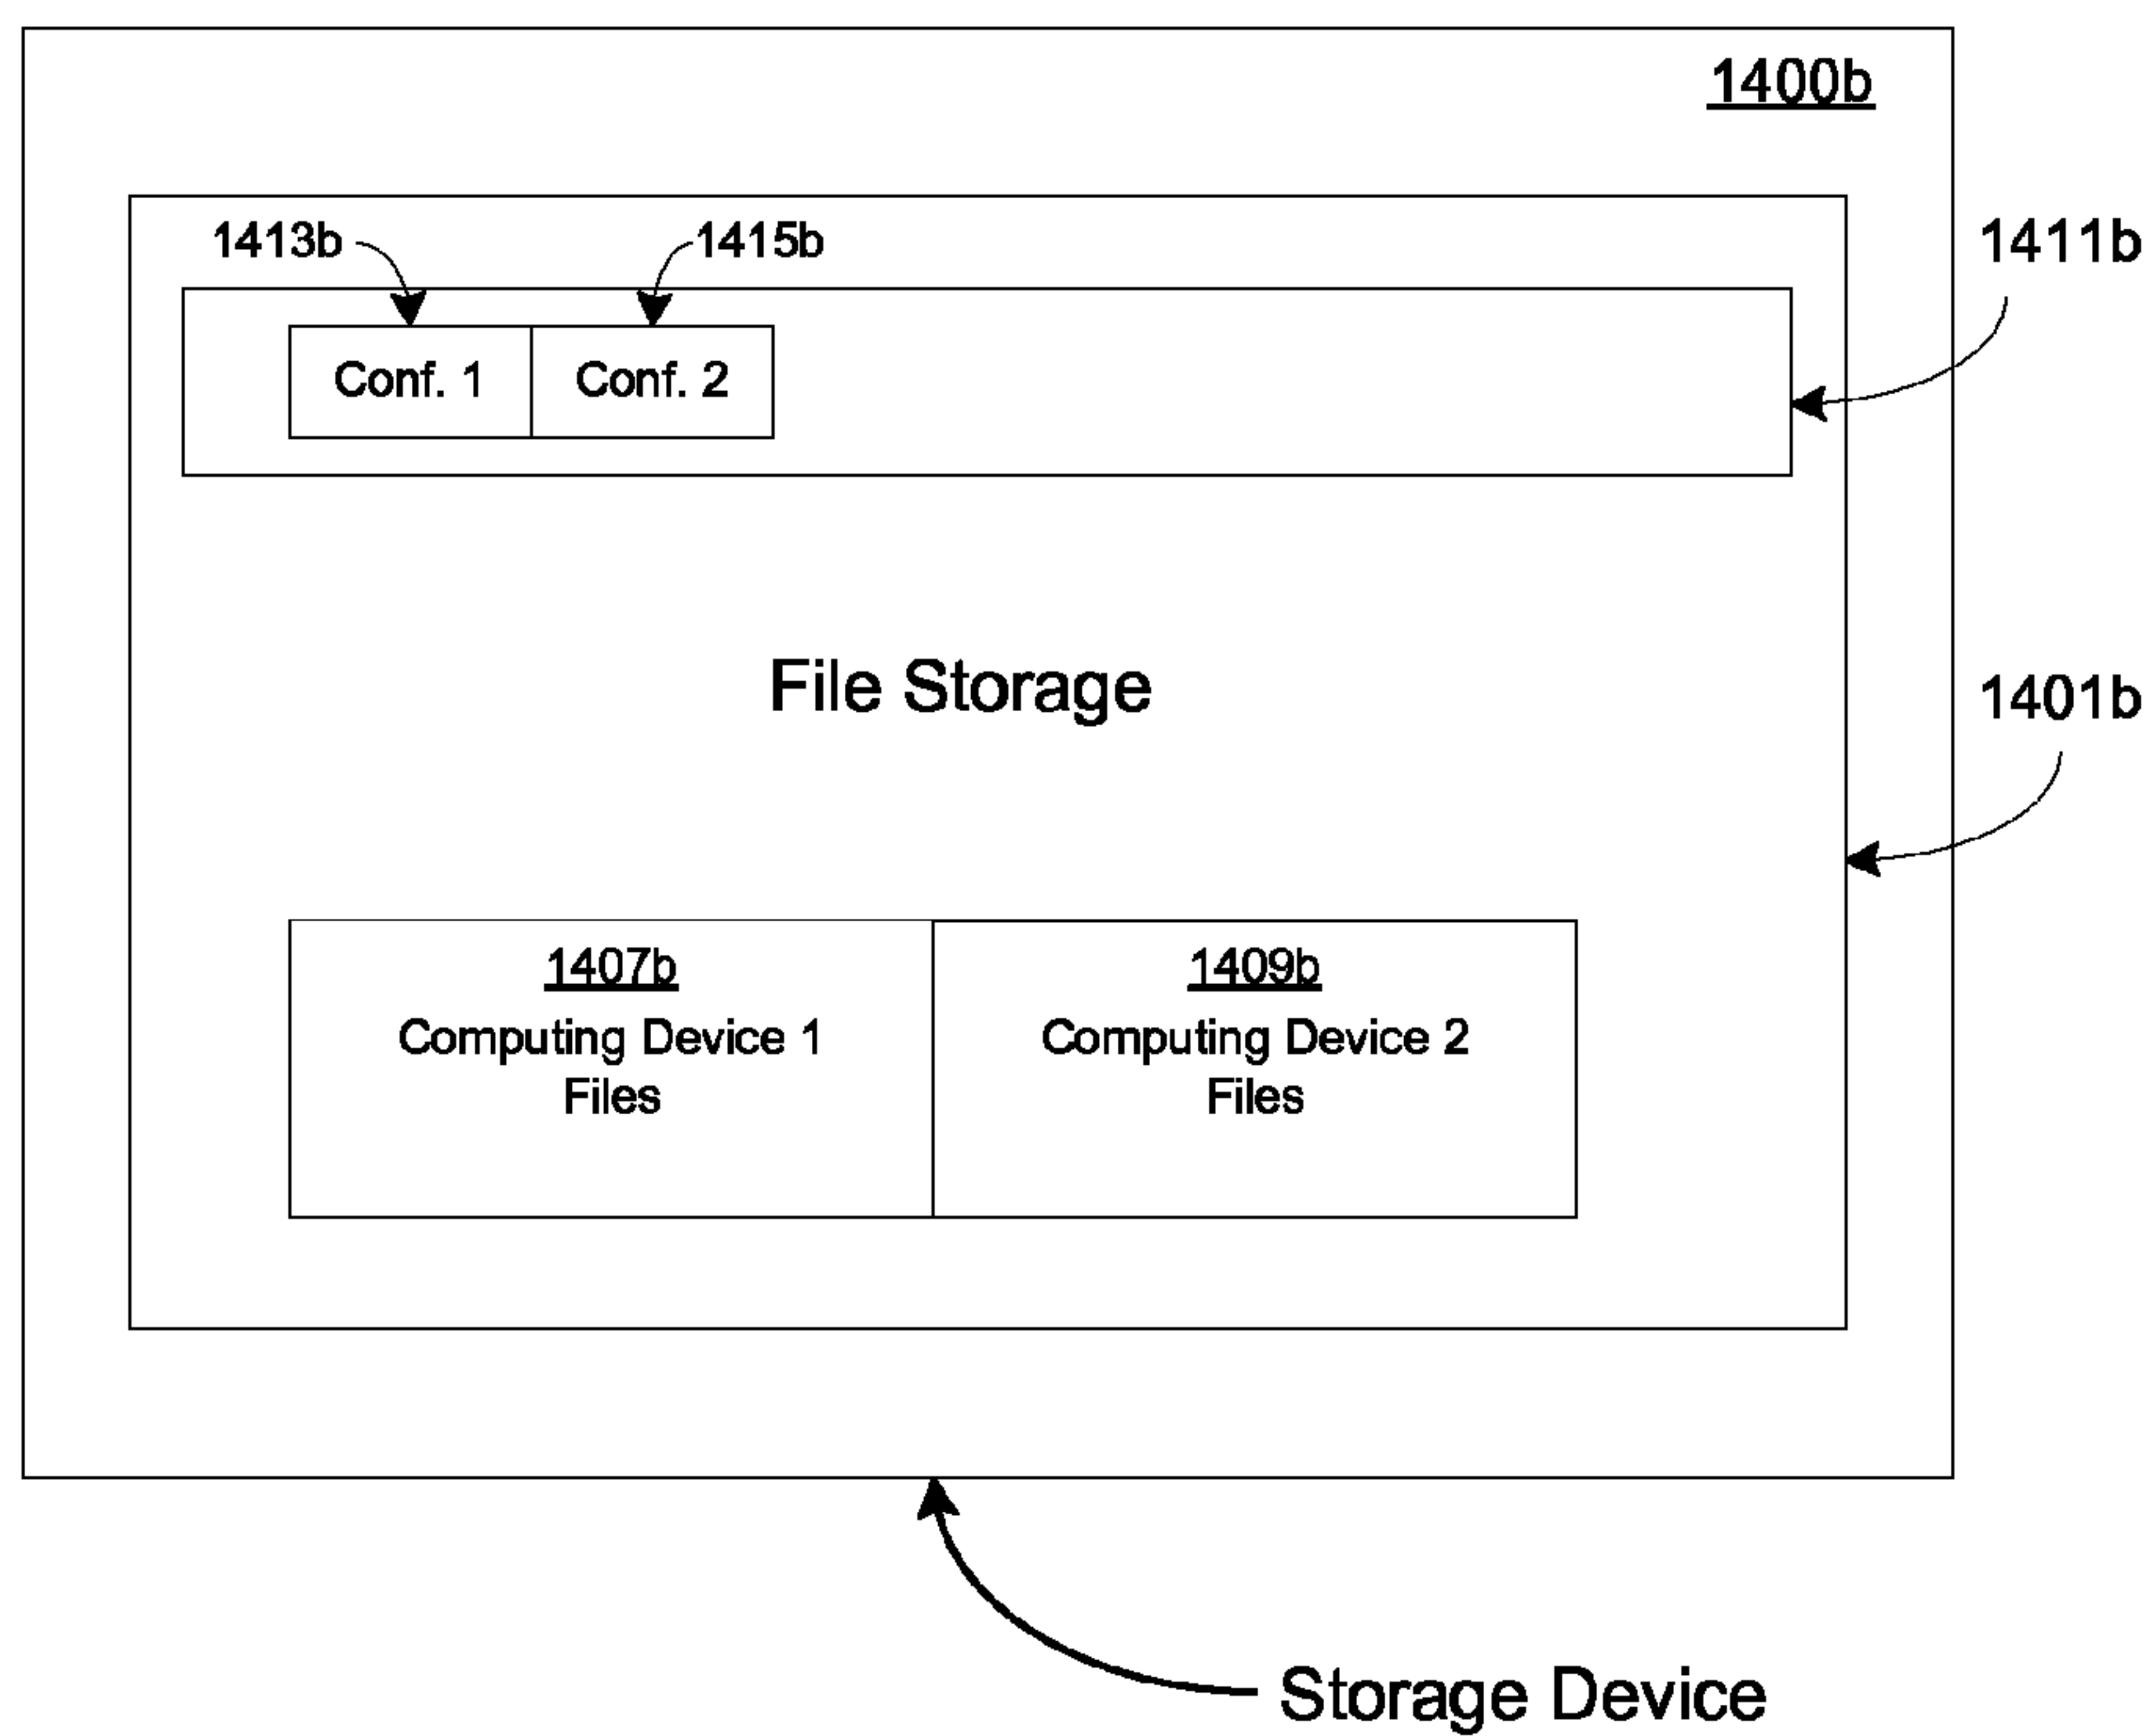 1400b
1413b
1415b
1411b
Conf. 1
Conf. 2
File Storage
1401b
1407b
Computing Device 1
Files
1409b
Computing Device 2
Files
Storage Device